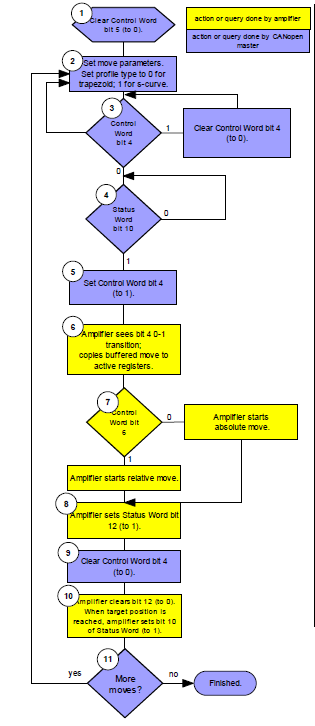 1
Clear Control Word
bit 5 (to 0).
action or query done by amplifier
action or query done by CANopen
master
2
Set move parameters.
Set profile type to 0 for
trapezoid; 1 for s-curve.
3
Control
Word
bit 4
1
Clear Control Word bit 4
(to 0).
0
4
Status
Word
bit 10
0
1
5
Set Control Word bit 4
(to 1).
6
Amplifier sees bit 4 0-1
transition;
copies buffered move to
active registers.
7
Control
Word bit
6
0
Amplifier starts
absolute move.
1
Amplifier starts relative move.
8
Amplifier sets Status Word bit
12 (to 1).
9
Clear Control Word bit 4
(to 0).
10
Amplifier clears bit 12 (to 0).
When target position is
reached, amplifier sets bit 10
of Status Word (to 1).
11
More
moves?
yes
no
Finished.